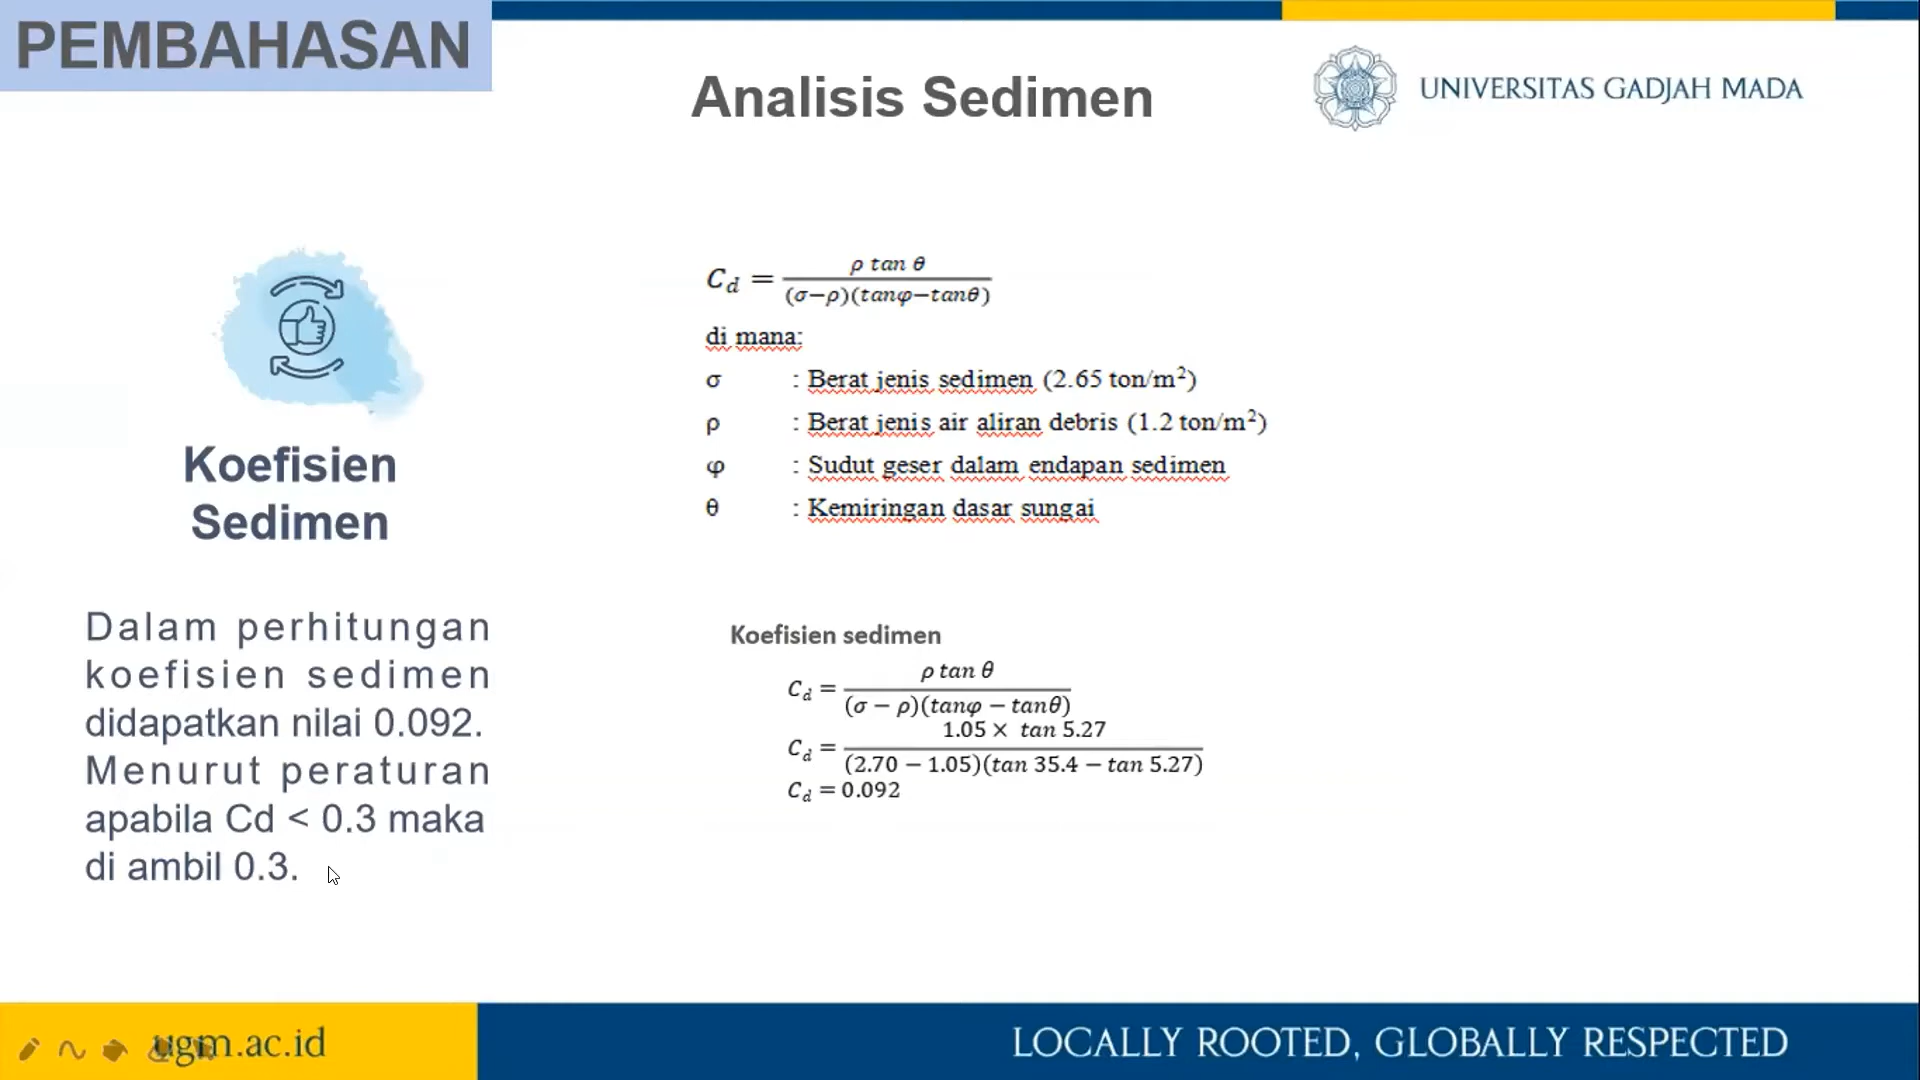 PEMBAHASAN
Analisis Sedimen
UNIVERSITAS GADJAH MADA
Koefisien
Sedimen
Dalam perhitungan
koefisien sedimen
didapatkan nilai 0.092.
Menurut peraturan
apabila Cd < 0.3 maka
di ambil 0.3.
C_d = ρ tan θ / (σ−ρ)(tanφ−tanθ)
di mana:
σ : Berat jenis sedimen (2.65 ton/m²)
ρ : Berat jenis air aliran debris (1.2 ton/m²)
φ : Sudut geser dalam endapan sedimen
θ : Kemiringan dasar sungai
Koefisien sedimen
C_d = ρ tan θ / (σ − ρ)(tanφ − tanθ)
C_d = 1.05 × tan 5.27 / (2.70 − 1.05)(tan 35.4 − tan 5.27)
C_d = 0.092
ugm.ac.id
LOCALLY ROOTED, GLOBALLY RESPECTED